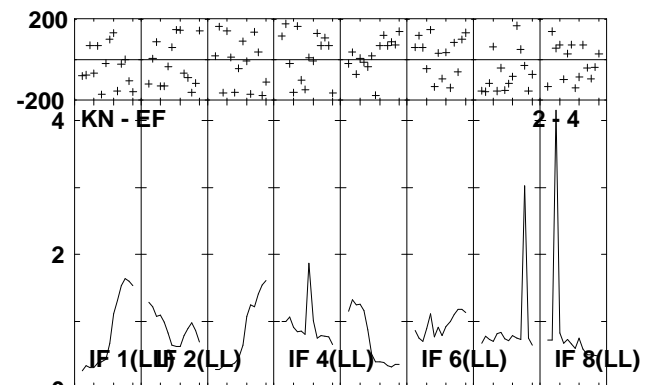 200
-200
4
KN - EF
2 - 4
2
IF 1(LL)
IF 2(LL)
IF 4(LL)
IF 6(LL)
IF 8(LL)
0